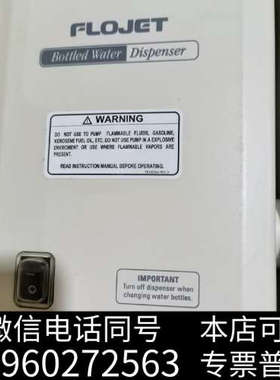 FLOJET
Bottled Water Dispenser
WARNING
DO NOT USE TO PUMP FLAMMABLE FLUIDS, GASOLINE,
KEROSENE FUEL OIL, ETC. DO NOT USE PUMP IN A EXPLOSIVE
ENVIROMENT OR USE WHERE FLAMMABLE VAPORS ARE
PRESENT.
READ INSTRUCTION MANUAL BEFORE OPERATING.
IMPORTANT
Turn off dispenser when
changing water bottles.
微信电话同号 本店可
960272563 专票普